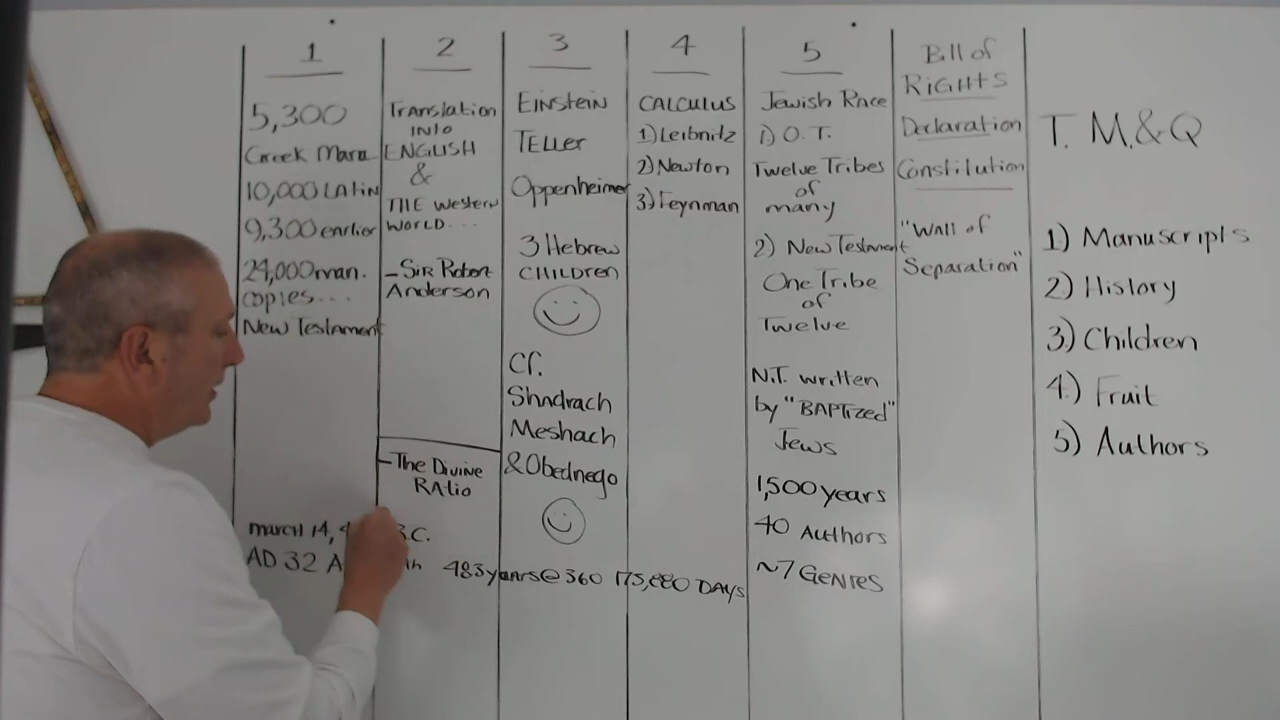 1
5,300
Greek Manu
10,000 LATIN
9,300 earlier
24,000 man.
copies...
New Testament
march 14, 4
AD 32 A
2
Translation
INto
ENGLISH
&
THE Western
WORLD...
-SIR Robert
Anderson
-The Divine
RAtio
B.C.
483 years @ 360 173,880 DAYS
3
EINSTEIN
TELLer
Oppenheimer
3 Hebrew
CHILDREN
Cf.
Shadrach
Meshach
& Obednego
4
CALCULUS
1) Leibnitz
2) Newton
3) Feynman
5
Jewish Race
1) O.T.
Twelve Tribes
of
many
2) New Testament
One Tribe
of
Twelve
N.T. written
by "BAPTIzed"
Jews
1,500 years
40 Authors
~7 GENres
Bill of
RIGHTS
Declaration
Constitution
"Wall of
Separation"
T. M.&Q
1) Manuscripts
2) History
3.) Children
4.) Fruit
5) Authors